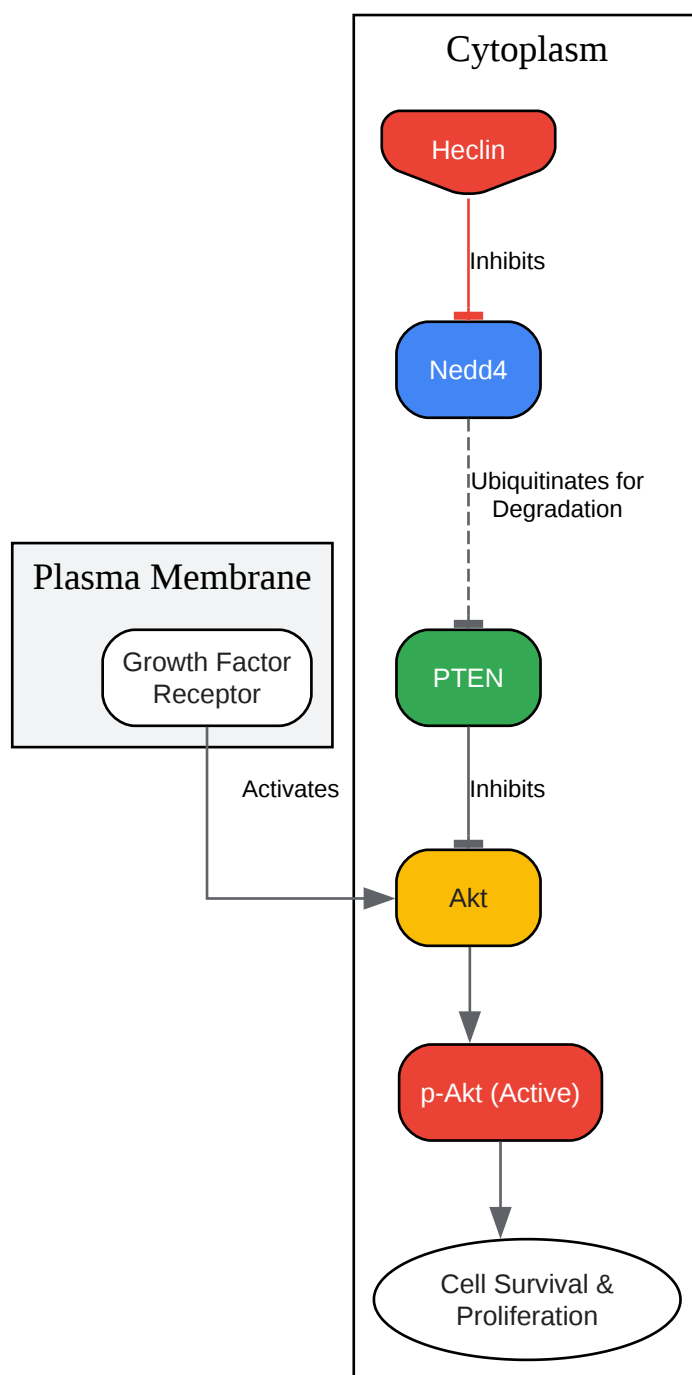 Cytoplasm
Heclin
Inhibits
Nedd4
Ubiquitinates for
Degradation
Plasma Membrane
Growth Factor
Receptor
PTEN
Activates
Inhibits
Akt
p-Akt (Active)
Cell Survival &
Proliferation